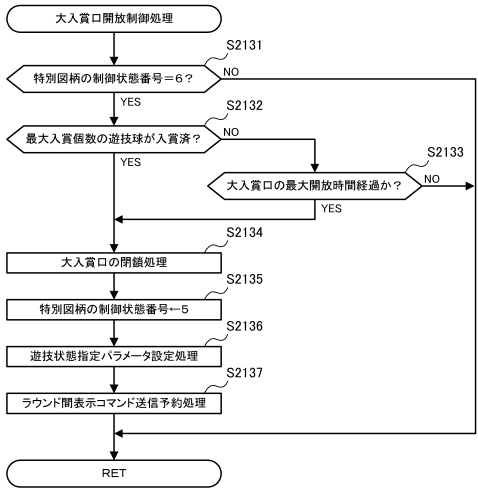 大入賞口開放制御処理
S2131
特別図柄の制御状態番号＝６？
NO
YES
S2132
最大入賞個数の遊技球が入賞済？
NO
YES
S2133
大入賞口の最大開放時間経過か？
NO
YES
S2134
大入賞口の閉鎖処理
S2135
特別図柄の制御状態番号←５
S2136
遊技状態指定パラメータ設定処理
S2137
ラウンド間表示コマンド送信予約処理
RET